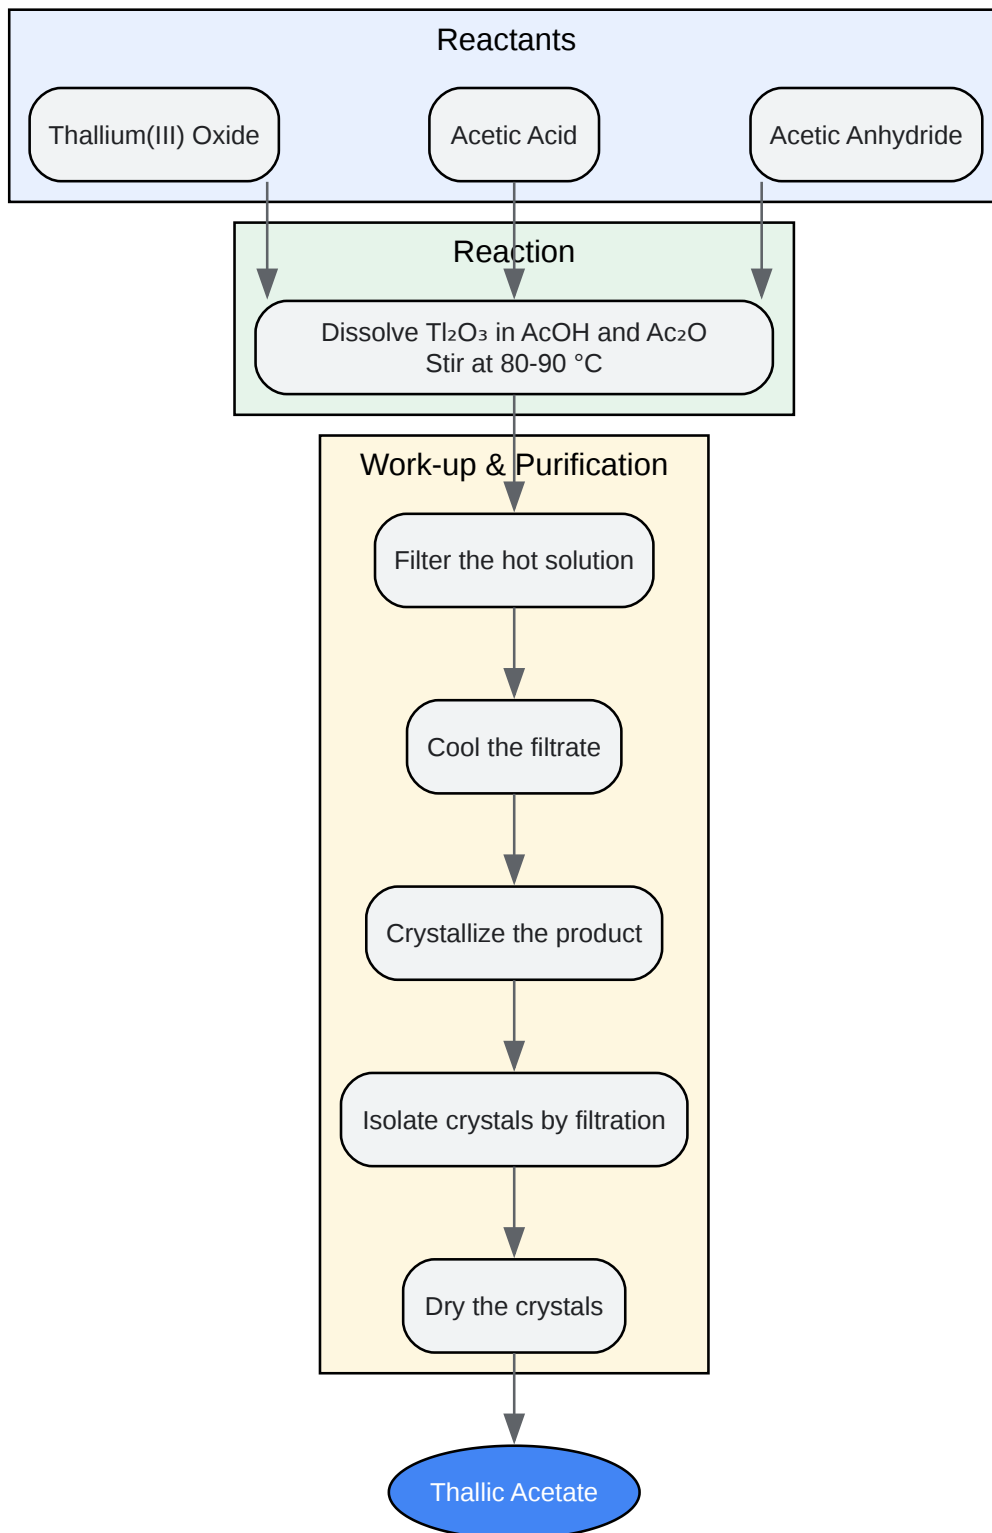 Reactants
Thallium(III) Oxide
Acetic Acid
Acetic Anhydride
Reaction
Dissolve Tl₂O₃ in AcOH and Ac₂O
Stir at 80-90 °C
Work-up & Purification
Filter the hot solution
Cool the filtrate
Crystallize the product
Isolate crystals by filtration
Dry the crystals
Thallic Acetate